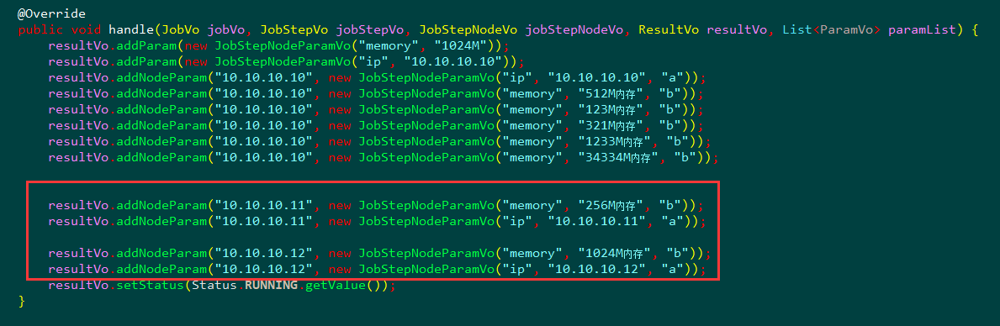 @Override
public void handle(JobVo jobVo, JobStepVo jobStepVo, JobStepNodeVo jobStepNodeVo, ResultVo resultVo, List<ParamVo> paramList) {
resultVo.addParam(new JobStepNodeParamVo("memory", "1024M"));
resultVo.addParam(new JobStepNodeParamVo("ip", "10.10.10.10"));
resultVo.addNodeParam("10.10.10.10", new JobStepNodeParamVo("ip", "10.10.10.10", "a"));
resultVo.addNodeParam("10.10.10.10", new JobStepNodeParamVo("memory", "512M内存", "b"));
resultVo.addNodeParam("10.10.10.10", new JobStepNodeParamVo("memory", "123M内存", "b"));
resultVo.addNodeParam("10.10.10.10", new JobStepNodeParamVo("memory", "321M内存", "b"));
resultVo.addNodeParam("10.10.10.10", new JobStepNodeParamVo("memory", "1233M内存", "b"));
resultVo.addNodeParam("10.10.10.10", new JobStepNodeParamVo("memory", "34334M内存", "b"));
resultVo.addNodeParam("10.10.10.11", new JobStepNodeParamVo("memory", "256M内存", "b"));
resultVo.addNodeParam("10.10.10.11", new JobStepNodeParamVo("ip", "10.10.10.11", "a"));
resultVo.addNodeParam("10.10.10.12", new JobStepNodeParamVo("memory", "1024M内存", "b"));
resultVo.addNodeParam("10.10.10.12", new JobStepNodeParamVo("ip", "10.10.10.12", "a"));
resultVo.setStatus(Status.RUNNING.getValue());
}